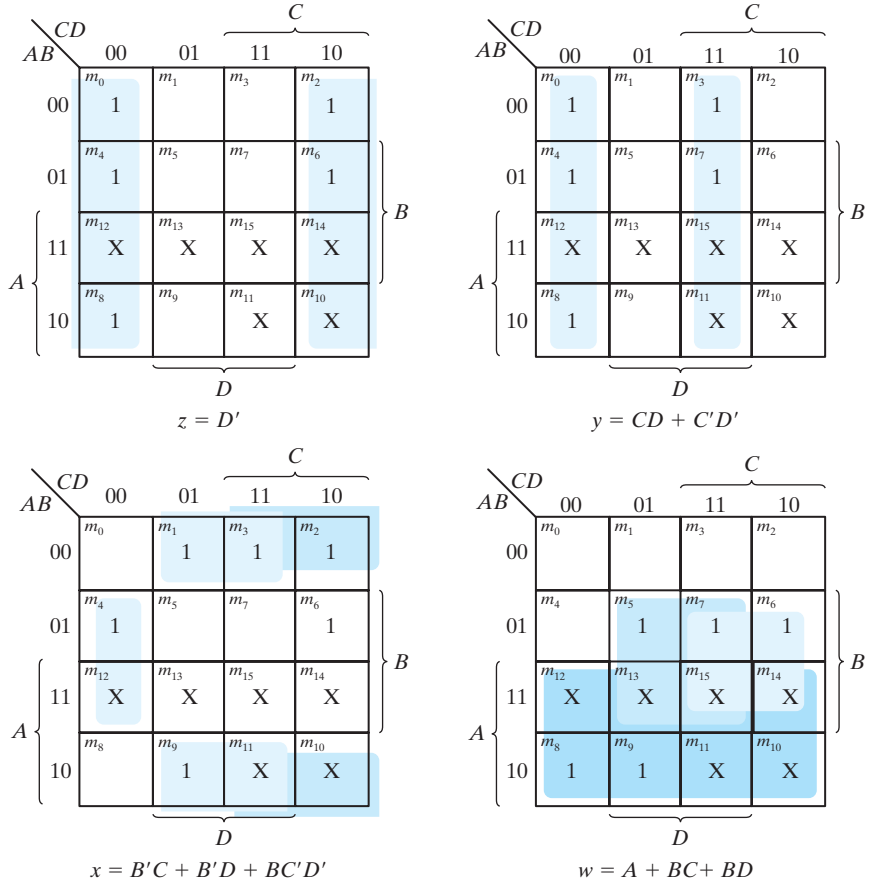 C C
CD CD
AB 00 01 11 10 AB 00 01 11 10
m0 m1 m3 m2 m0 m1 m3 m2
00 1 1 00 1 1
m4 m5 m7 m6 m4 m5 m7 m6
01 1 1 01 1 1
B B
m12 m13 m15 m14 m12 m13 m15 m14
11 X X X X 11 X X X X
A A
m8 m9 m11 m10 m8 m9 m11 m10
10 1 X X 10 1 X X
D D
z = D′ y = CD + C′D′
C C
CD CD
AB 00 01 11 10 AB 00 01 11 10
m0 m1 m3 m2 m0 m1 m3 m2
00 1 1 1 00
m4 m5 m7 m6 m4 m5 m7 m6
01 1 1 01 1 1 1
B B
m12 m13 m15 m14 m12 m13 m15 m14
11 X X X X 11 X X X X
A A
m8 m9 m11 m10 m8 m9 m11 m10
10 1 X X 10 1 1 X X
D D
x = B′C + B′D + BC′D′ w = A + BC + BD